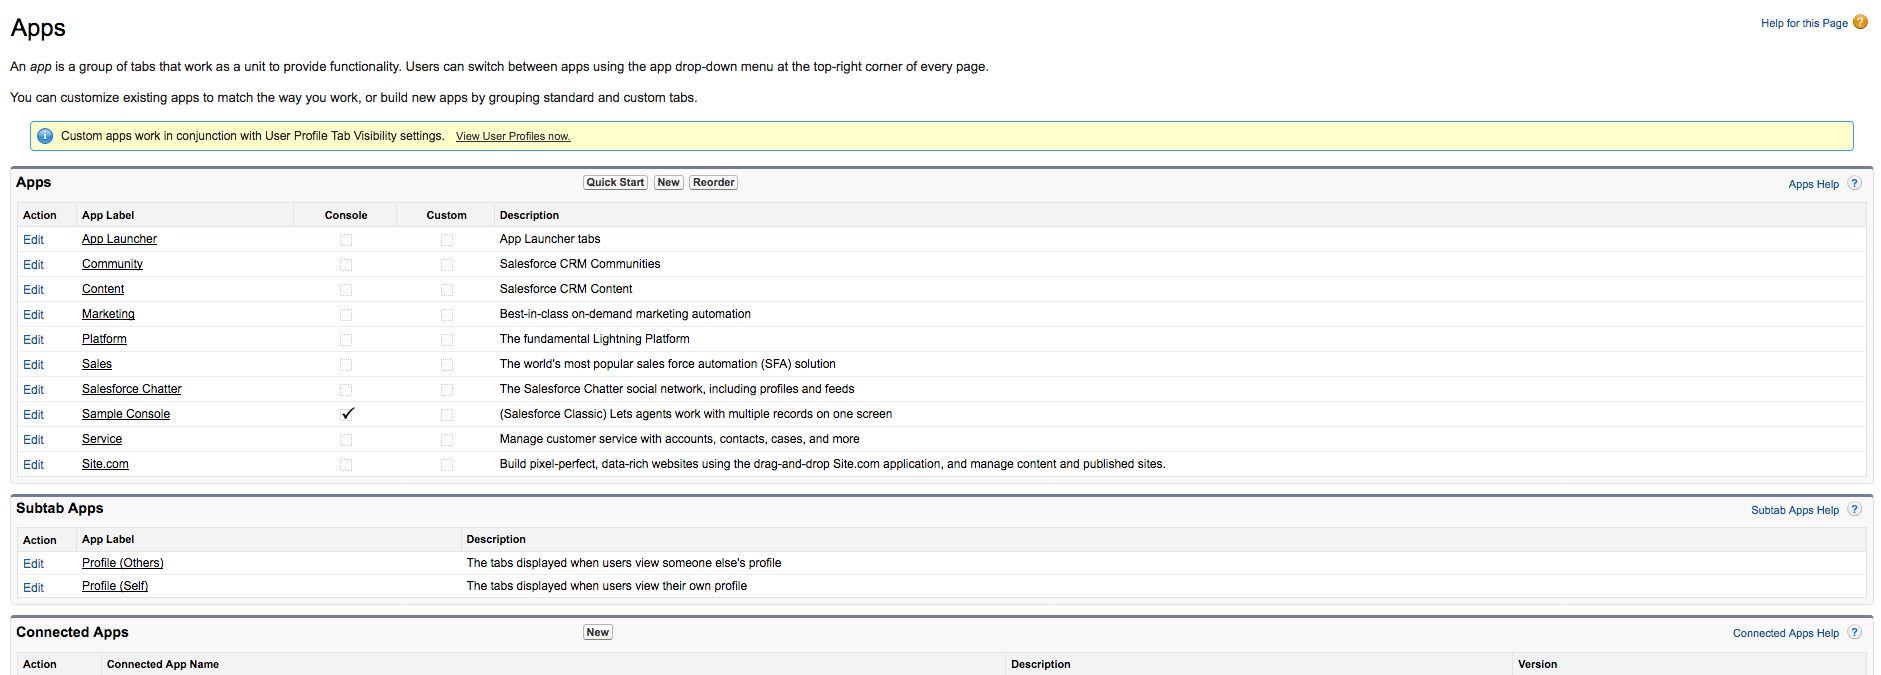 Apps
Help for this Page ?
An app is a group of tabs that work as a unit to provide functionality. Users can switch between apps using the app drop-down menu at the top-right corner of every page.
You can customize existing apps to match the way you work, or build new apps by grouping standard and custom tabs.
i Custom apps work in conjunction with User Profile Tab Visibility settings. View User Profiles now.
Apps Quick Start New Reorder Apps Help ?
Action App Label Console Custom Description
Edit App Launcher App Launcher tabs
Edit Community Salesforce CRM Communities
Edit Content Salesforce CRM Content
Edit Marketing Best-in-class on-demand marketing automation
Edit Platform The fundamental Lightning Platform
Edit Sales The world's most popular sales force automation (SFA) solution
Edit Salesforce Chatter The Salesforce Chatter social network, including profiles and feeds
Edit Sample Console ✓ (Salesforce Classic) Lets agents work with multiple records on one screen
Edit Service Manage customer service with accounts, contacts, cases, and more
Edit Site.com Build pixel-perfect, data-rich websites using the drag-and-drop Site.com application, and manage content and published sites.
Subtab Apps Subtab Apps Help ?
Action App Label Description
Edit Profile (Others) The tabs displayed when users view someone else's profile
Edit Profile (Self) The tabs displayed when users view their own profile
Connected Apps New Connected Apps Help ?
Action Connected App Name Description Version